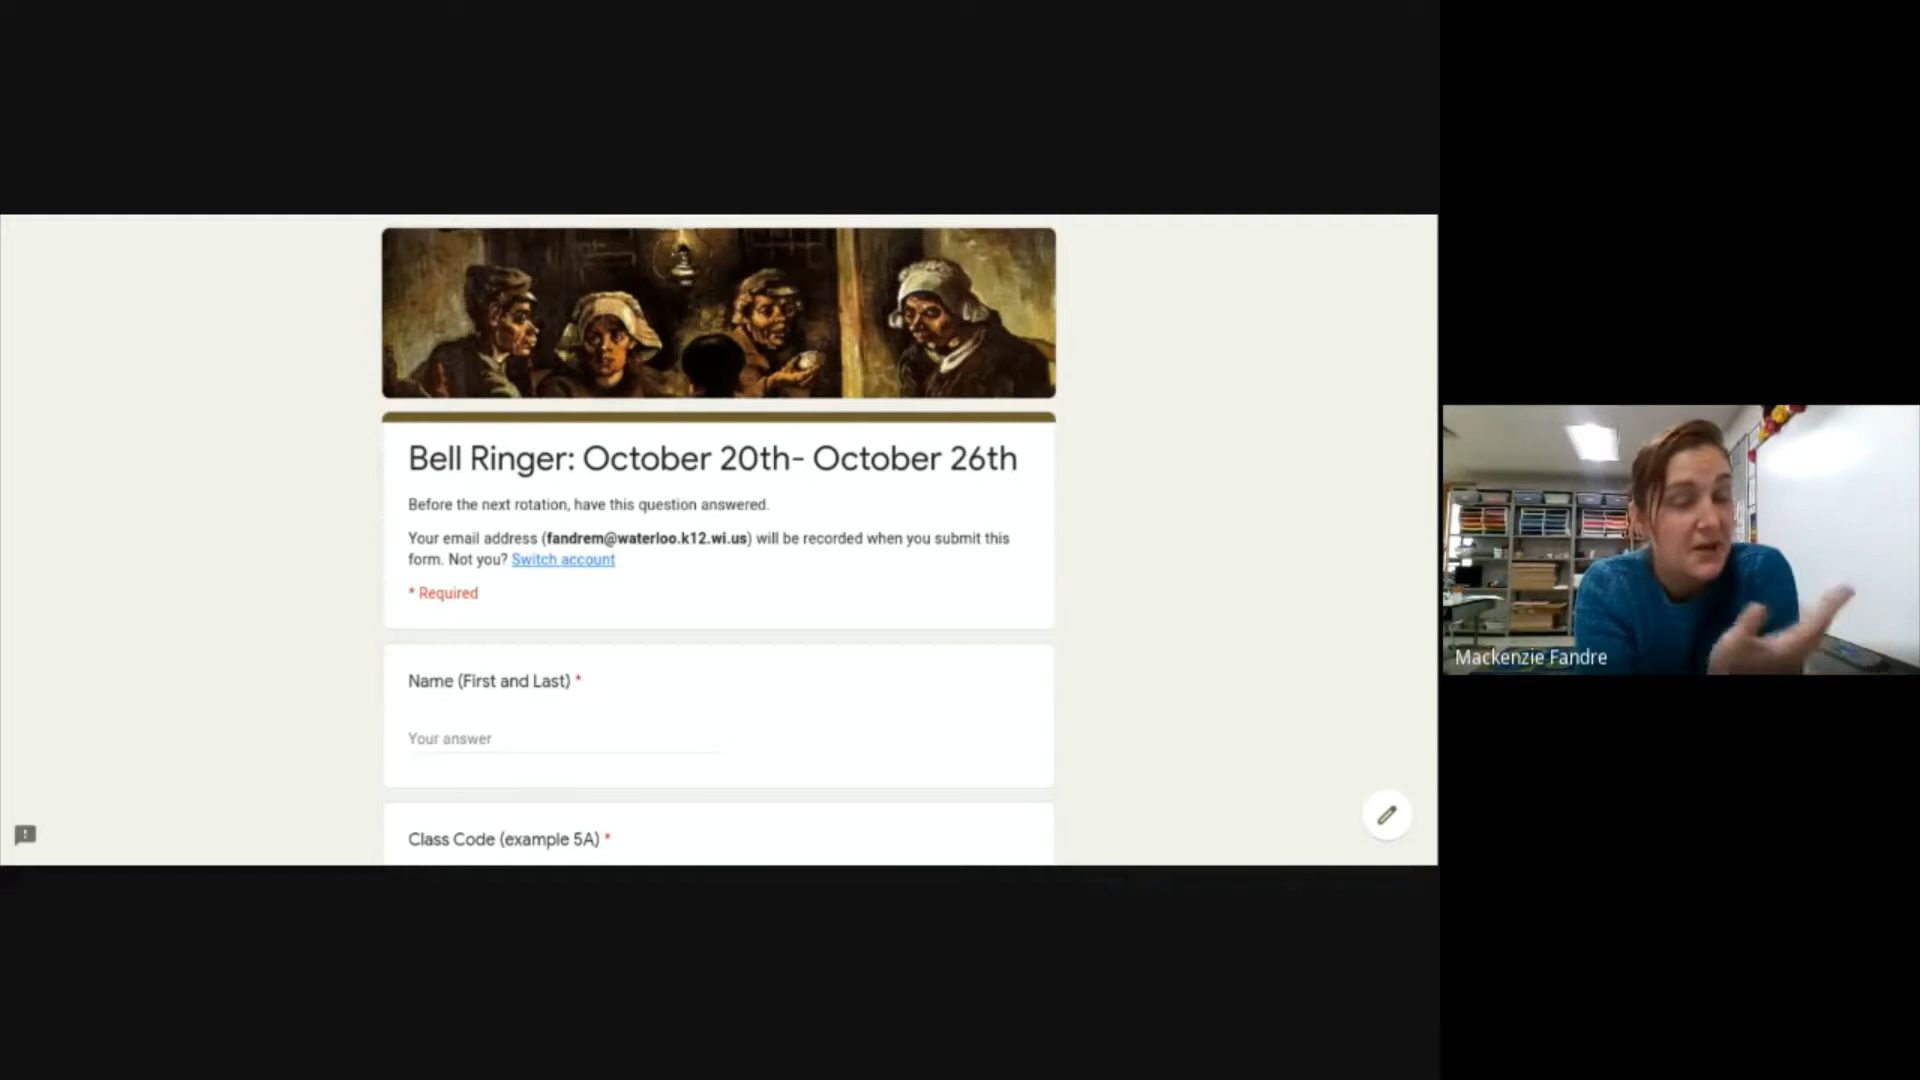 Bell Ringer: October 20th- October 26th
Before the next rotation, have this question answered.
Your email address (fandrem@waterloo.k12.wi.us) will be recorded when you submit this
form. Not you? Switch account
* Required
Name (First and Last) *
Your answer
Class Code (example 5A) *
Mackenzie Fandre